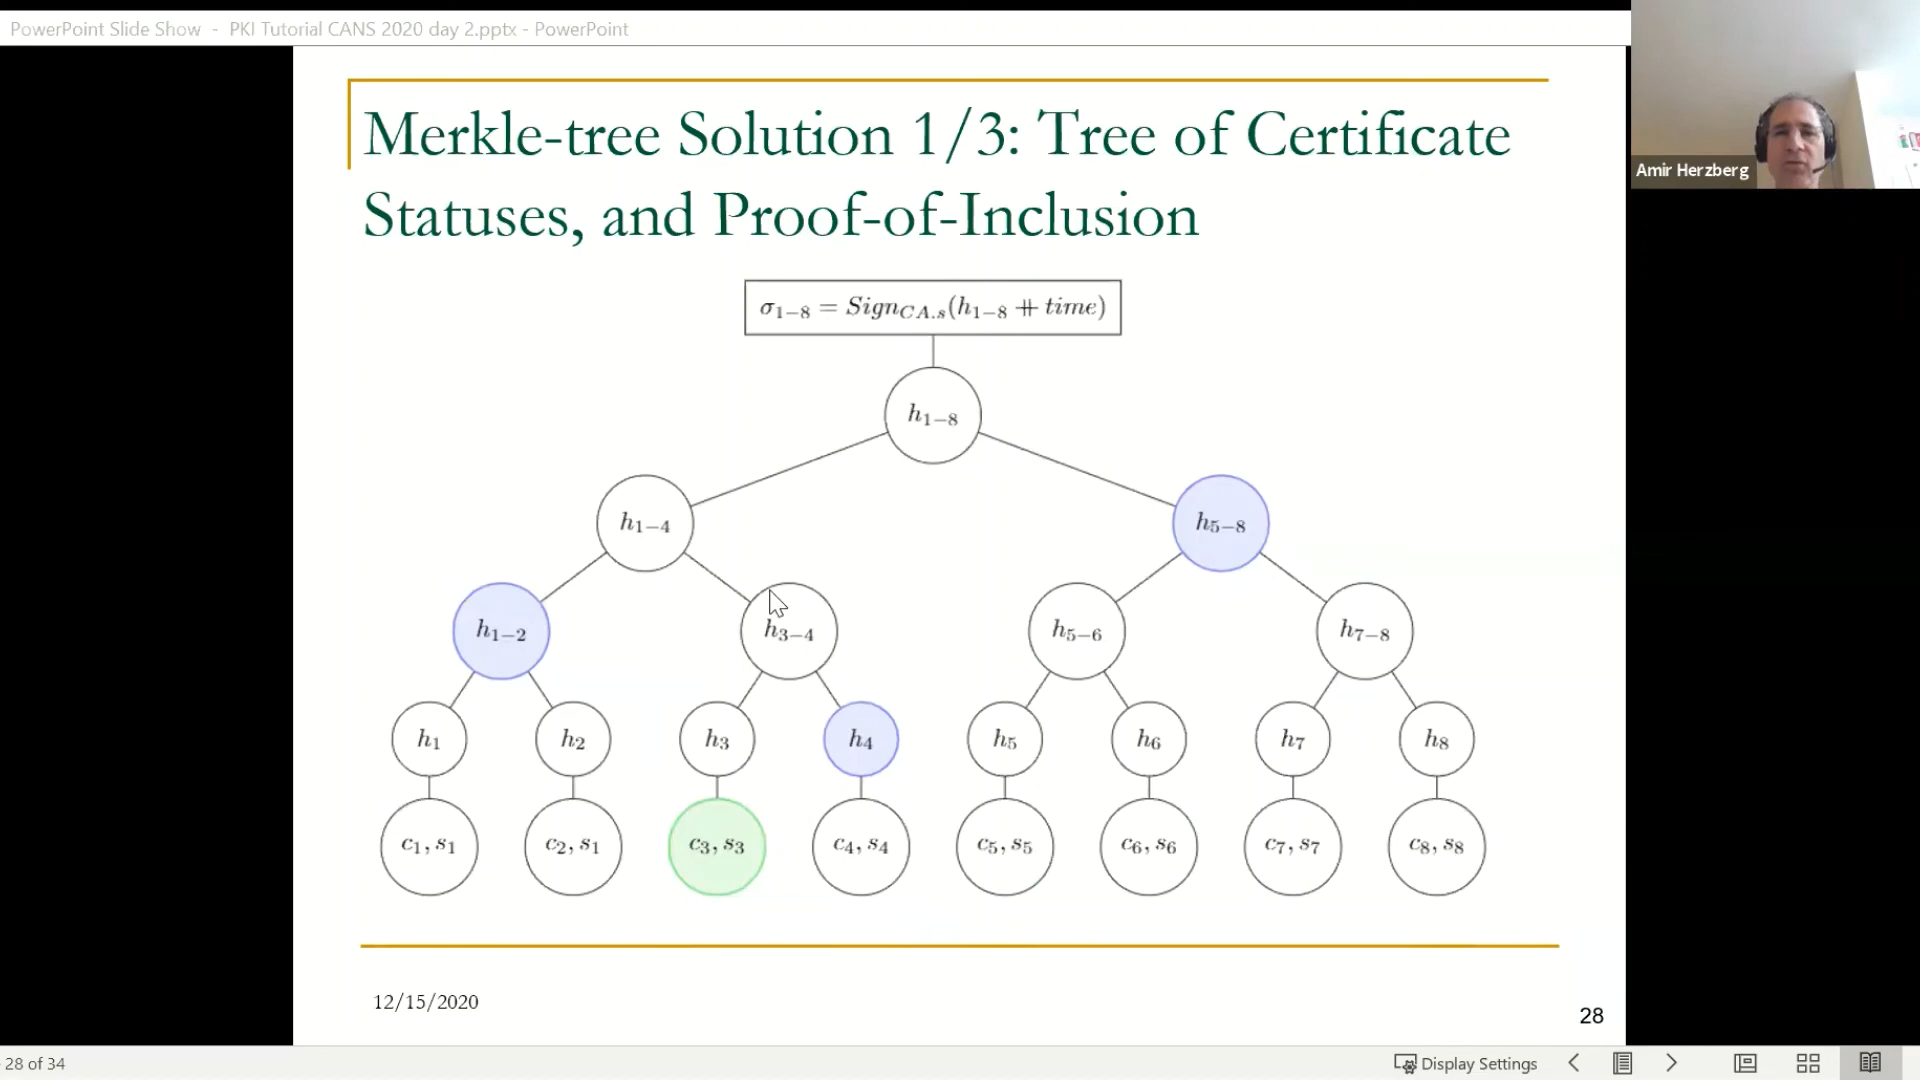 PowerPoint Slide Show - PKI Tutorial CANS 2020 day 2.pptx - PowerPoint
Amir Herzberg
Merkle-tree Solution 1/3: Tree of Certificate
Statuses, and Proof-of-Inclusion
σ₁₋₈ = Sign_CA.s(h₁₋₈ ⧺ time)
h₁₋₈
h₁₋₄ h₅₋₈
h₁₋₂ h₃₋₄ h₅₋₆ h₇₋₈
h₁ h₂ h₃ h₄ h₅ h₆ h₇ h₈
c₁, s₁ c₂, s₁ c₃, s₃ c₄, s₄ c₅, s₅ c₆, s₆ c₇, s₇ c₈, s₈
12/15/2020
28
28 of 34
Display Settings